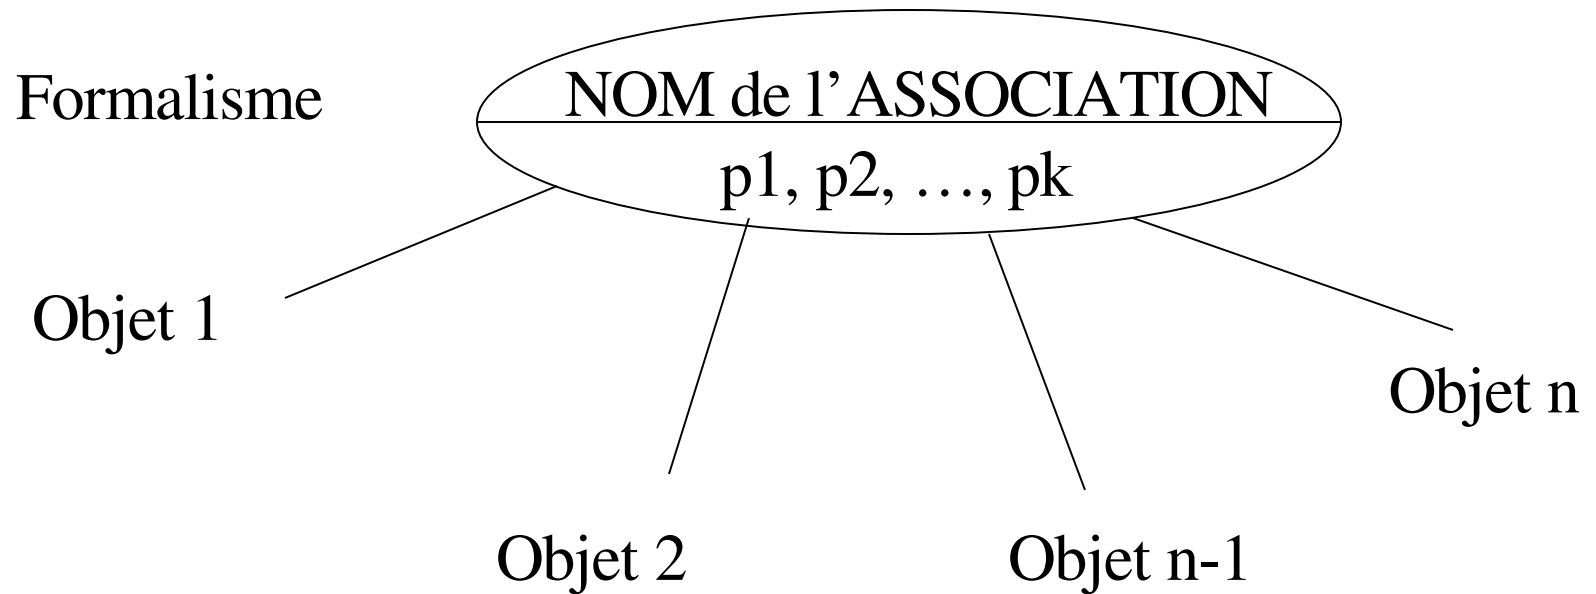 Formalisme
NOM de l’ASSOCIATION
p1, p2, …, pk
Objet 1
Objet n
Objet 2
Objet n-1